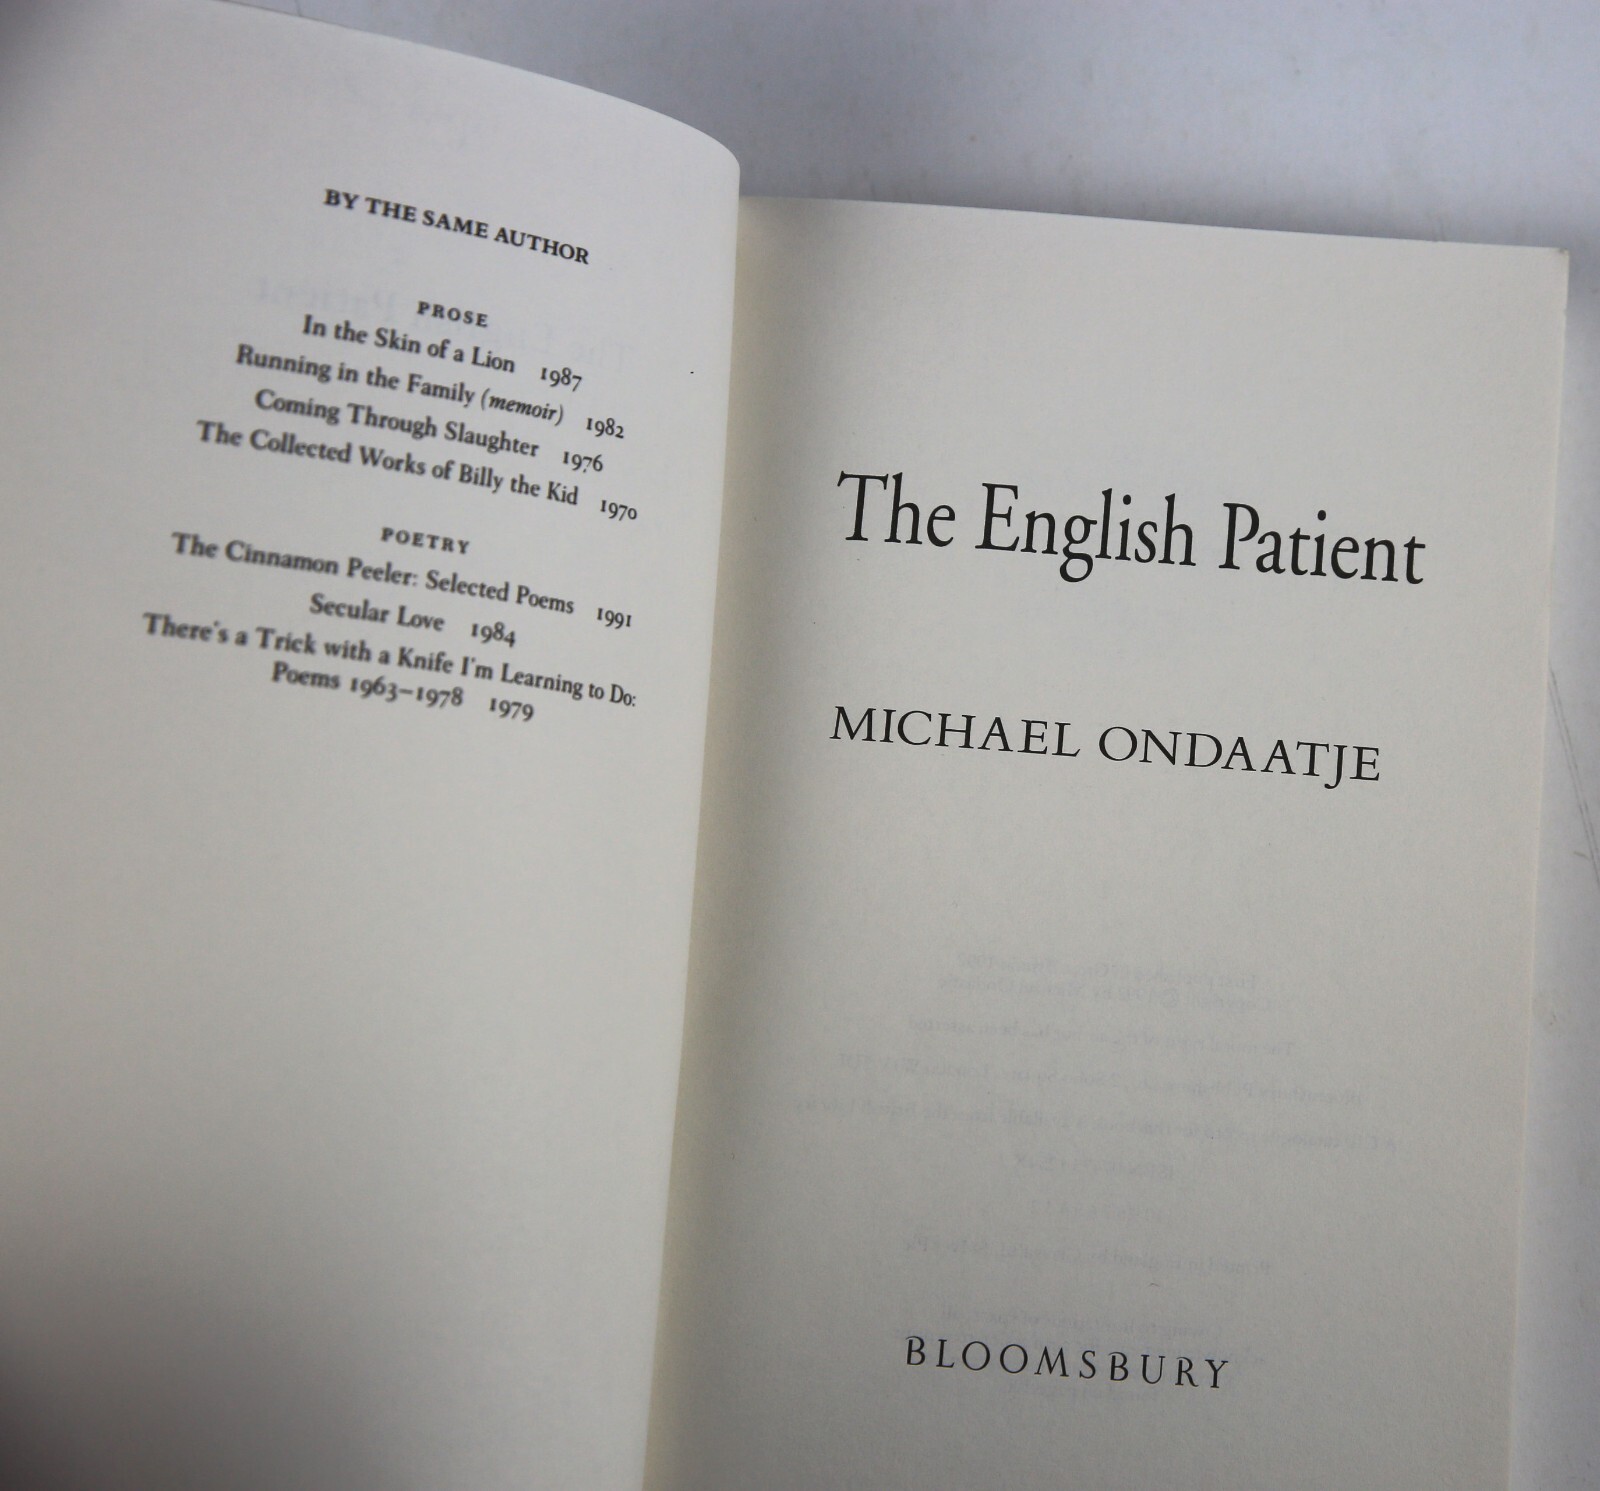 BY THE SAME AUTHOR
PROSE
In the Skin of a Lion 1987
Running in the Family (memoir) 1982
Coming Through Slaughter 1976
The Collected Works of Billy the Kid 1970
POETRY
The Cinnamon Peeler: Selected Poems 1991
Secular Love 1984
There's a Trick with a Knife I'm Learning to Do:
Poems 1963–1978 1979
The English Patient
MICHAEL ONDAATJE
BLOOMSBURY